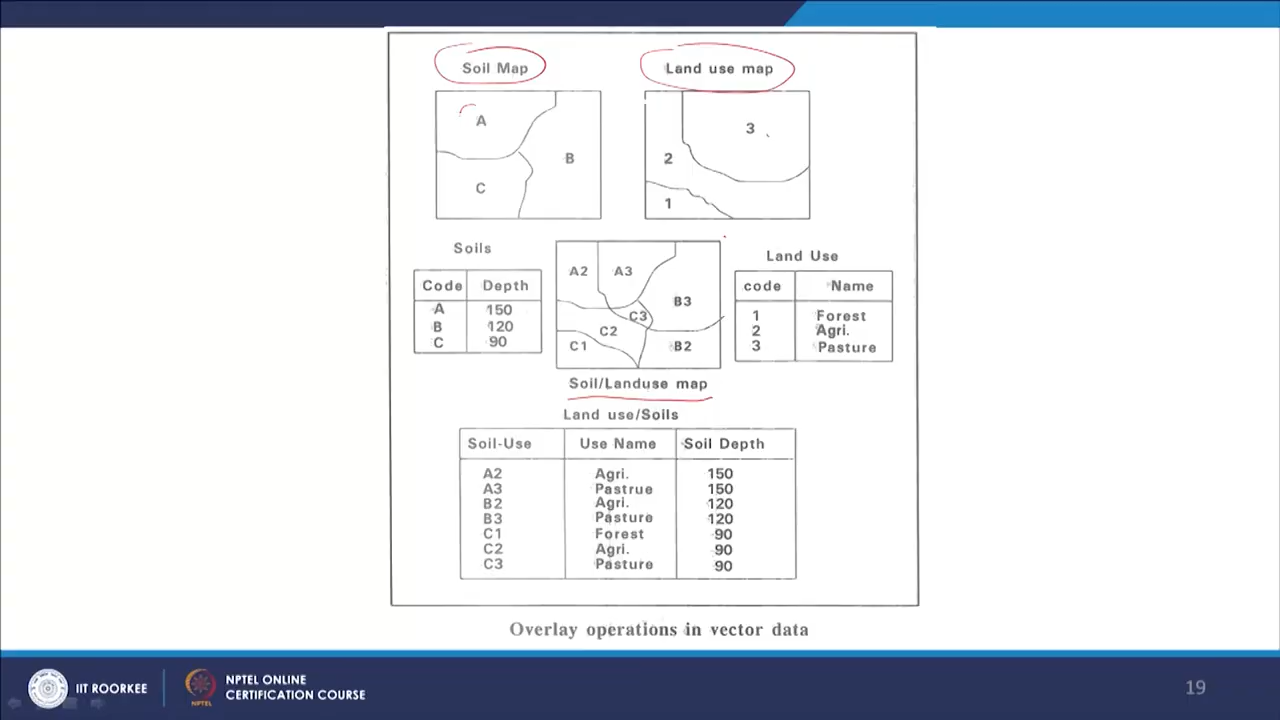 Soil Map
Land use map
A
B
C
3
2
1
Soils
Code Depth
A 150
B 120
C 90
A2 A3
B3
C3
C2
C1
B2
Land Use
code Name
1 Forest
2 Agri.
3 Pasture
Soil/Landuse map
Land use/Soils
Soil-Use Use Name Soil Depth
A2 Agri. 150
A3 Pastrue 150
B2 Agri. 120
B3 Pasture 120
C1 Forest 90
C2 Agri. 90
C3 Pasture 90
Overlay operations in vector data
IIT ROORKEE
NPTEL
NPTEL ONLINE
CERTIFICATION COURSE
19